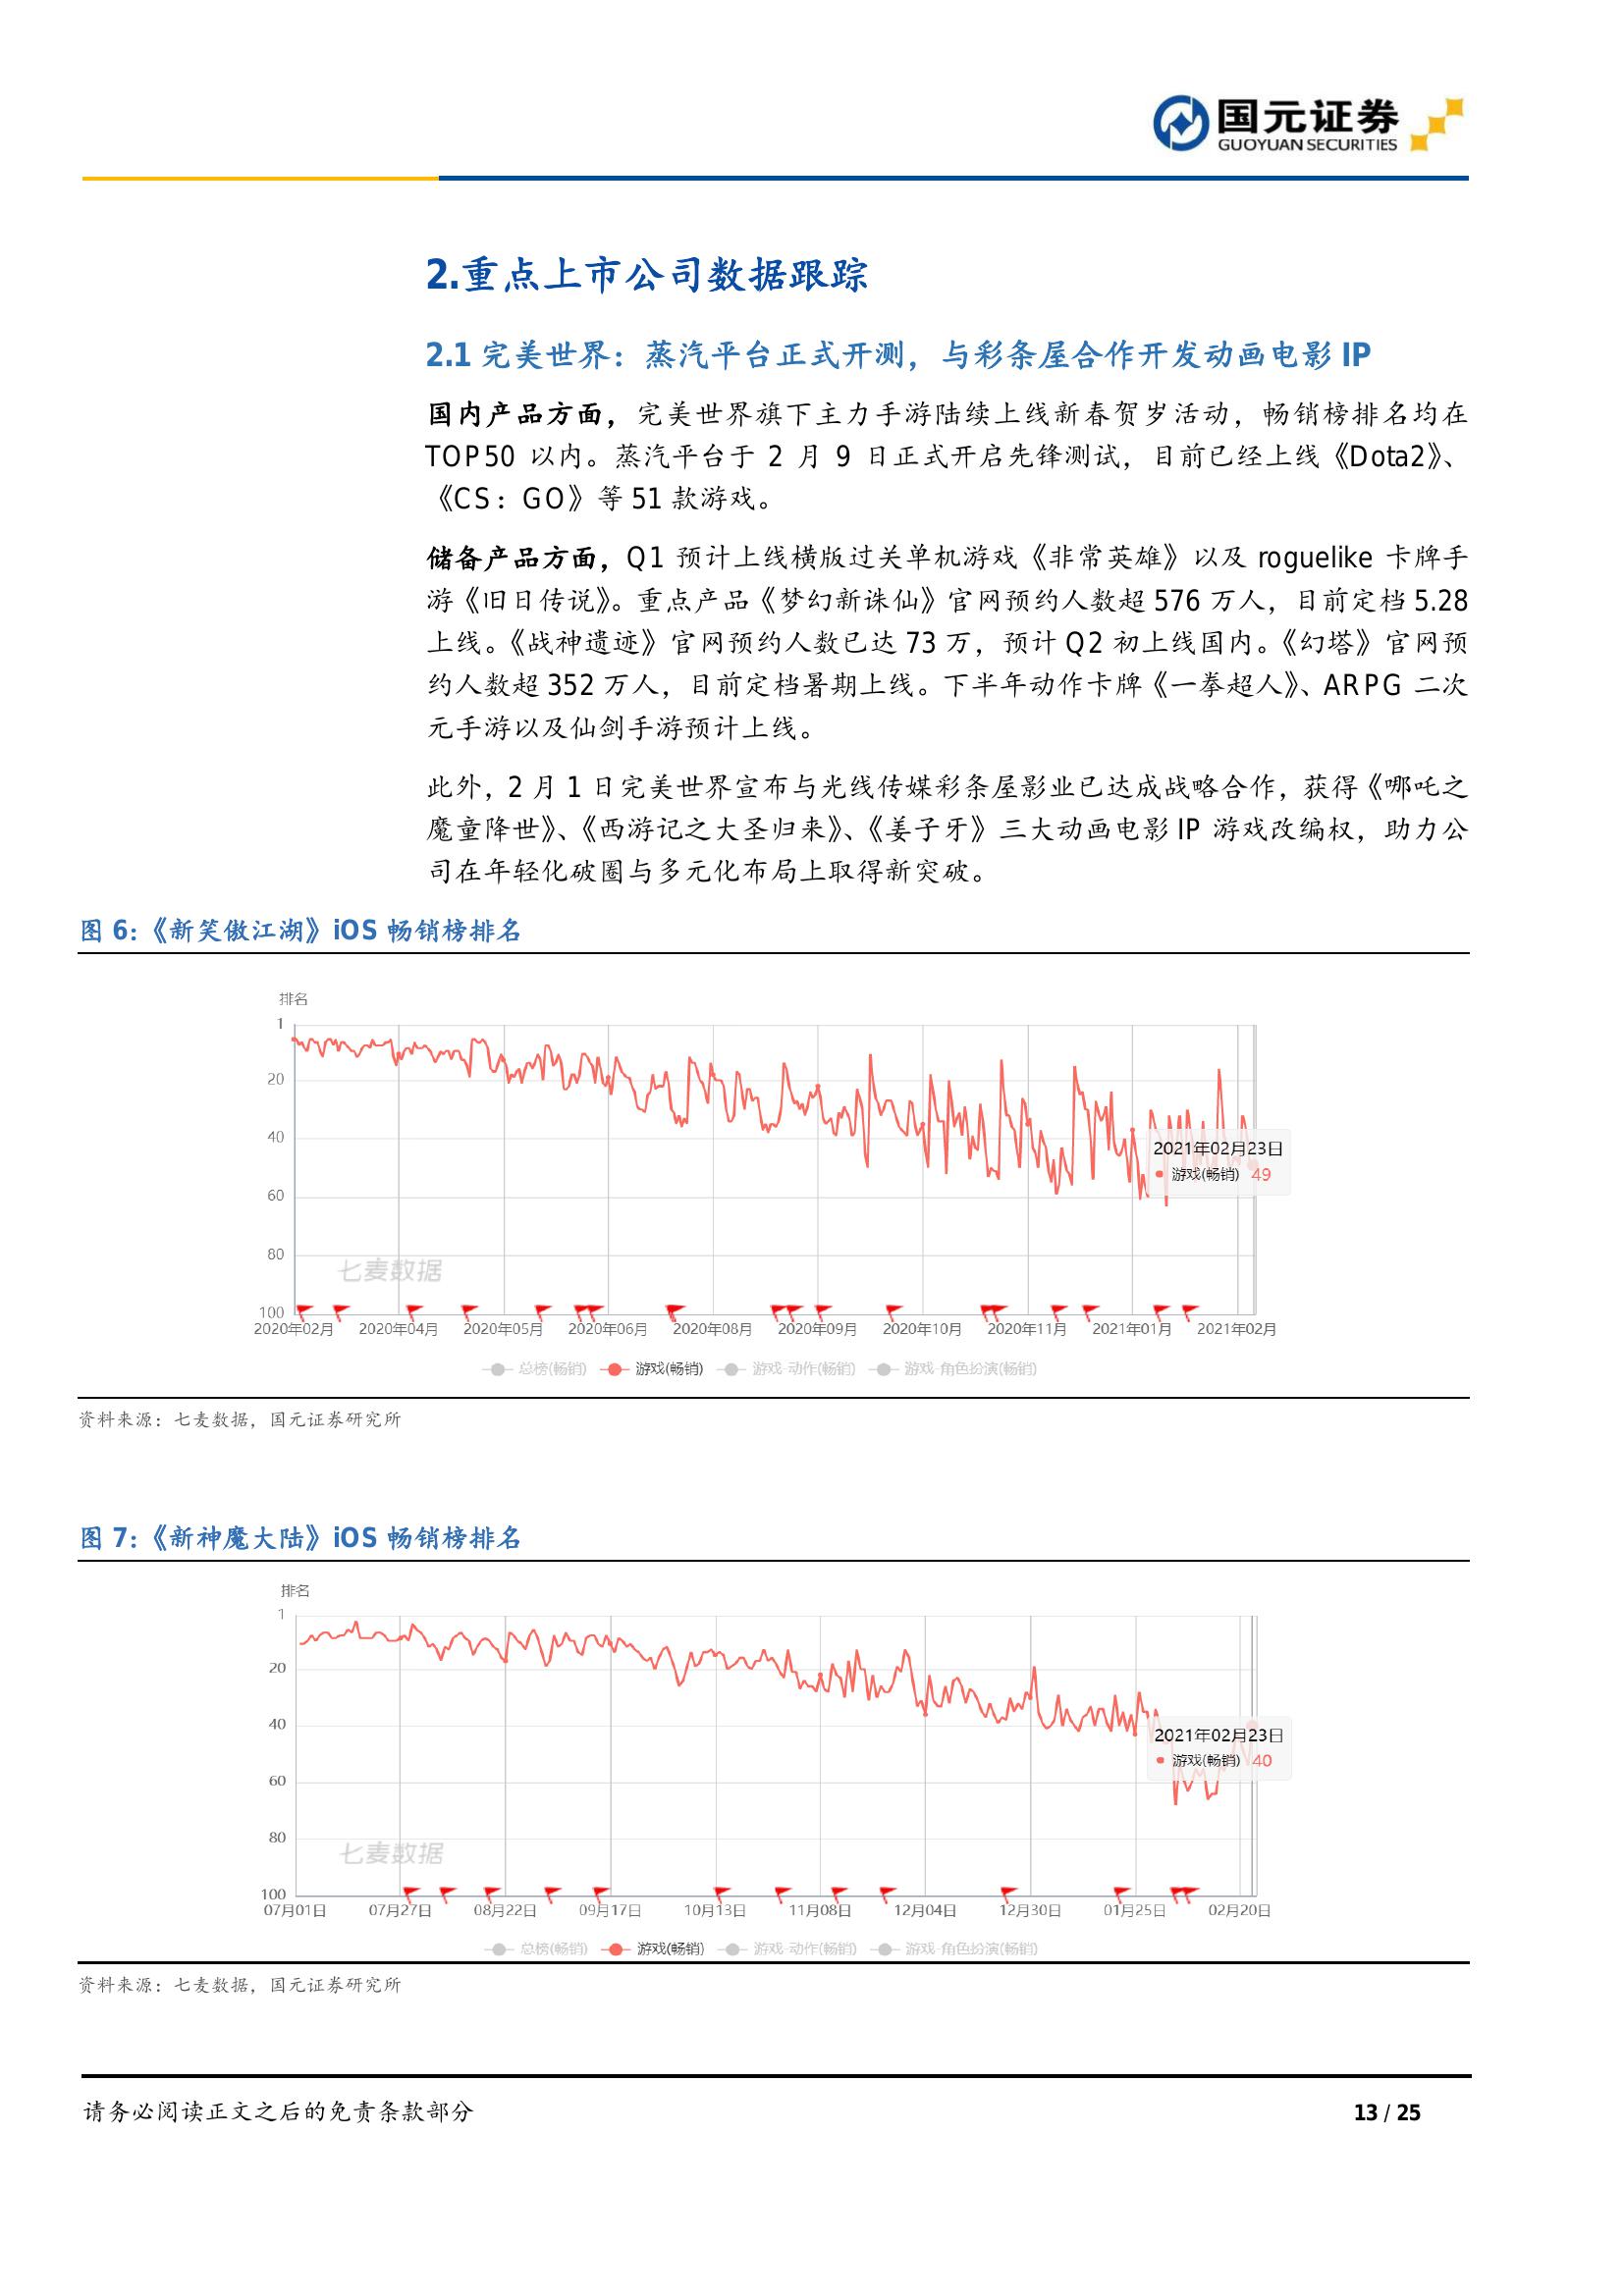 国元证券
GUOYUAN SECURITIES
2.重点上市公司数据跟踪
2.1 完美世界：蒸汽平台正式开测，与彩条屋合作开发动画电影 IP
国内产品方面，完美世界旗下主力手游陆续上线新春贺岁活动，畅销榜排名均在
TOP50 以内。蒸汽平台于 2 月 9 日正式开启先锋测试，目前已经上线《Dota2》、
《CS：GO》等 51 款游戏。
储备产品方面，Q1 预计上线横版过关单机游戏《非常英雄》以及 roguelike 卡牌手
游《旧日传说》。重点产品《梦幻新诛仙》官网预约人数超 576 万人，目前定档 5.28
上线。《战神遗迹》官网预约人数已达 73 万，预计 Q2 初上线国内。《幻塔》官网预
约人数超 352 万人，目前定档暑期上线。下半年动作卡牌《一拳超人》、ARPG 二次
元手游以及仙剑手游预计上线。
此外，2 月 1 日完美世界宣布与光线传媒彩条屋影业已达成战略合作，获得《哪吒之
魔童降世》、《西游记之大圣归来》、《姜子牙》三大动画电影 IP 游戏改编权，助力公
司在年轻化破圈与多元化布局上取得新突破。
图 6:《新笑傲江湖》iOS 畅销榜排名
排名
1
20
40
60
80
100
2021年02月23日
游戏(畅销) 49
七麦数据
2020年02月 2020年04月 2020年05月 2020年06月 2020年08月 2020年09月 2020年10月 2020年11月 2021年01月 2021年02月
总榜(畅销) 游戏(畅销) 游戏-动作(畅销) 游戏-角色扮演(畅销)
资料来源：七麦数据，国元证券研究所
图 7:《新神魔大陆》iOS 畅销榜排名
排名
1
20
40
60
80
100
2021年02月23日
游戏(畅销) 40
七麦数据
07月01日 07月27日 08月22日 09月17日 10月13日 11月08日 12月04日 12月30日 01月25日 02月20日
总榜(畅销) 游戏(畅销) 游戏-动作(畅销) 游戏-角色扮演(畅销)
资料来源：七麦数据，国元证券研究所
请务必阅读正文之后的免责条款部分
13 / 25